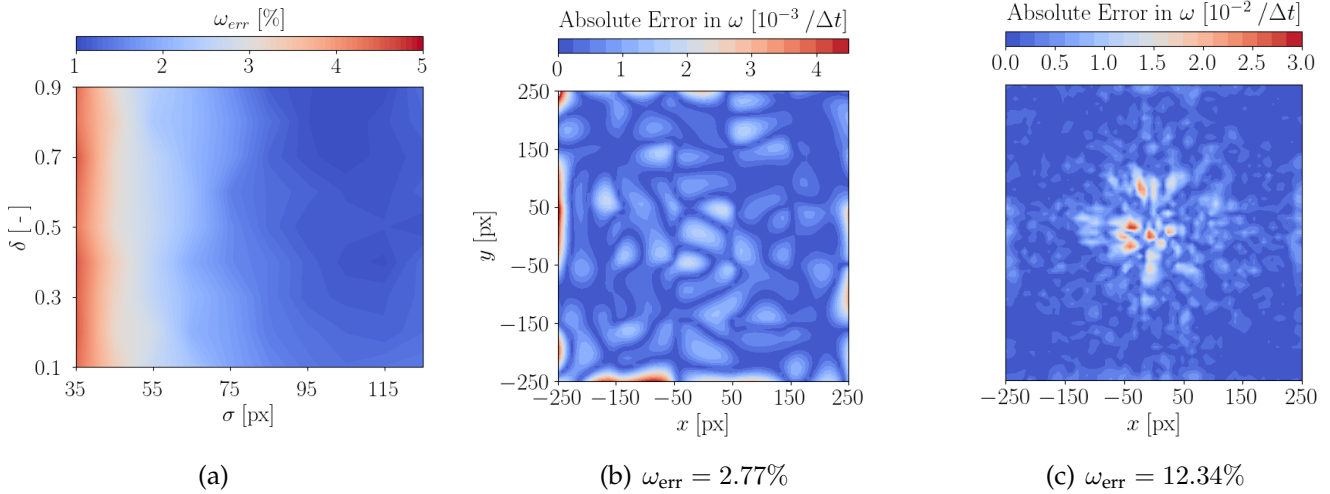 ω_err [%]
1 2 3 4 5
0.9
0.7
0.5
0.3
0.1
δ [ - ]
35 55 75 95 115
σ [px]
(a)
Absolute Error in ω [10⁻³ /Δt]
0 1 2 3 4
250
150
50
−50
−150
−250
y [px]
−250 −150 −50 50 150 250
x [px]
(b) ω_err = 2.77%
Absolute Error in ω [10⁻² /Δt]
0.0 0.5 1.0 1.5 2.0 2.5 3.0
−250 −150 −50 50 150 250
x [px]
(c) ω_err = 12.34%